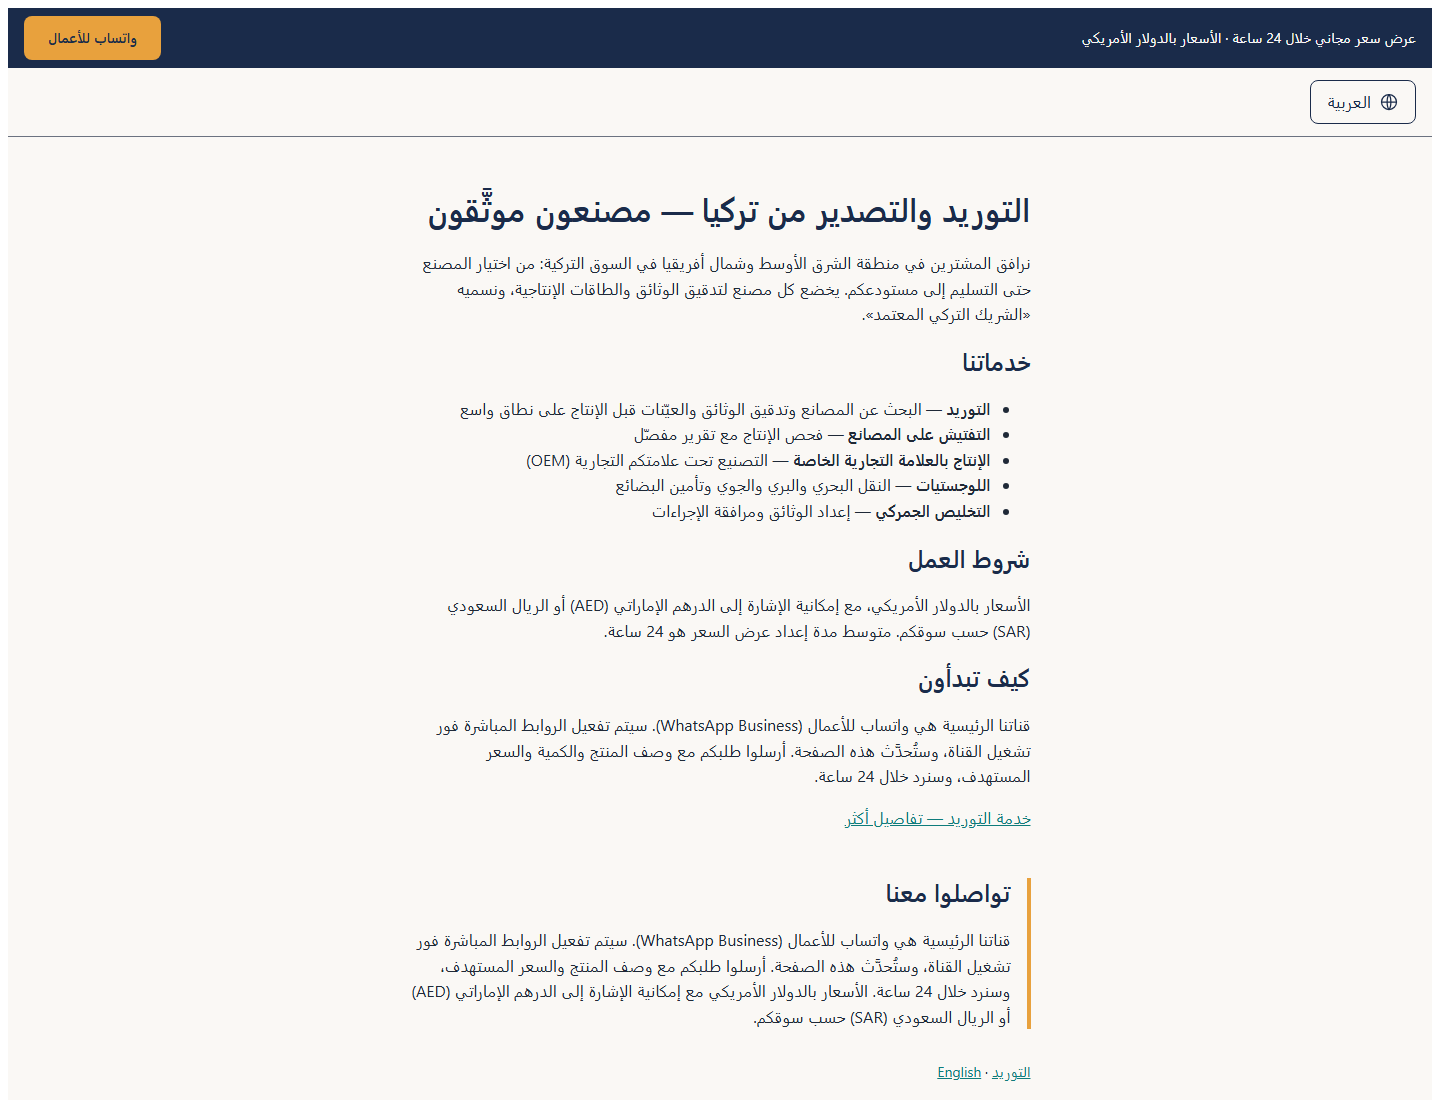 عرض سعر مجاني خلال 24 ساعة · الأسعار بالدولار الأمريكي
واتساب للأعمال
العربية
التوريد والتصدير من تركيا — مصنعون موثَّقون
نرافق المشترين في منطقة الشرق الأوسط وشمال أفريقيا في السوق التركية: من اختيار المصنع
حتى التسليم إلى مستودعكم. يخضع كل مصنع لتدقيق الوثائق والطاقات الإنتاجية، ونسميه
«الشريك التركي المعتمد».
خدماتنا
• التوريد — البحث عن المصانع وتدقيق الوثائق والعيّنات قبل الإنتاج على نطاق واسع
• التفتيش على المصانع — فحص الإنتاج مع تقرير مفصّل
• الإنتاج بالعلامة التجارية الخاصة — التصنيع تحت علامتكم التجارية (OEM)
• اللوجستيات — النقل البحري والبري والجوي وتأمين البضائع
• التخليص الجمركي — إعداد الوثائق ومرافقة الإجراءات
شروط العمل
الأسعار بالدولار الأمريكي، مع إمكانية الإشارة إلى الدرهم الإماراتي (AED) أو الريال السعودي
(SAR) حسب سوقكم. متوسط مدة إعداد عرض السعر هو 24 ساعة.
كيف تبدأون
قناتنا الرئيسية هي واتساب للأعمال (WhatsApp Business). سيتم تفعيل الروابط المباشرة فور
تشغيل القناة، وستُحدَّث هذه الصفحة. أرسلوا طلبكم مع وصف المنتج والكمية والسعر
المستهدف، وسنرد خلال 24 ساعة.
خدمة التوريد — تفاصيل أكثر
تواصلوا معنا
قناتنا الرئيسية هي واتساب للأعمال (WhatsApp Business). سيتم تفعيل الروابط المباشرة فور
تشغيل القناة، وستُحدَّث هذه الصفحة. أرسلوا طلبكم مع وصف المنتج والسعر المستهدف،
وسنرد خلال 24 ساعة. الأسعار بالدولار الأمريكي مع إمكانية الإشارة إلى الدرهم الإماراتي (AED)
أو الريال السعودي (SAR) حسب سوقكم.
التوريد · English